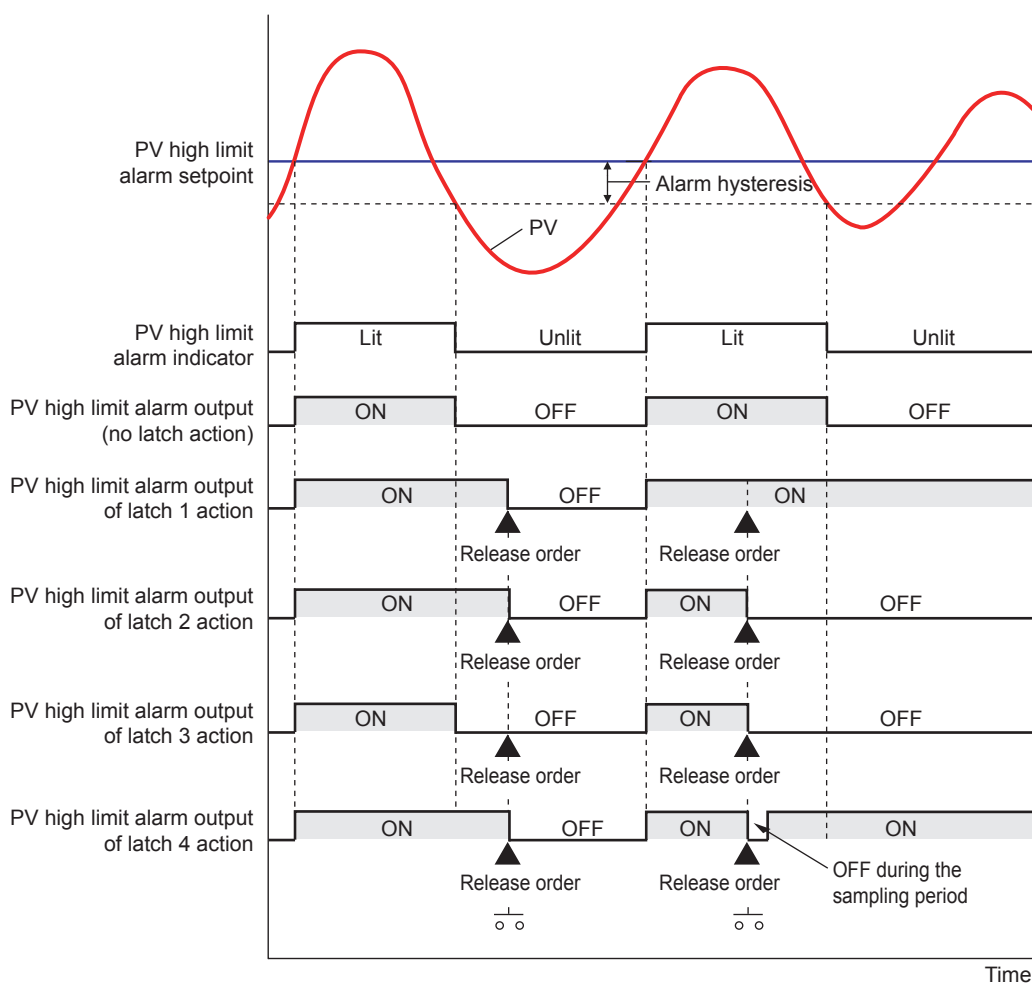 PV high limit
alarm setpoint
Alarm hysteresis
PV
PV high limit
alarm indicator
Lit
Unlit
Lit
Unlit
PV high limit alarm output
(no latch action)
ON
OFF
ON
OFF
PV high limit alarm output
of latch 1 action
ON
OFF
ON
Release order
Release order
PV high limit alarm output
of latch 2 action
ON
OFF
ON
OFF
Release order
Release order
PV high limit alarm output
of latch 3 action
ON
OFF
ON
OFF
Release order
Release order
PV high limit alarm output
of latch 4 action
ON
OFF
ON
ON
Release order
Release order
OFF during the
sampling period
Time